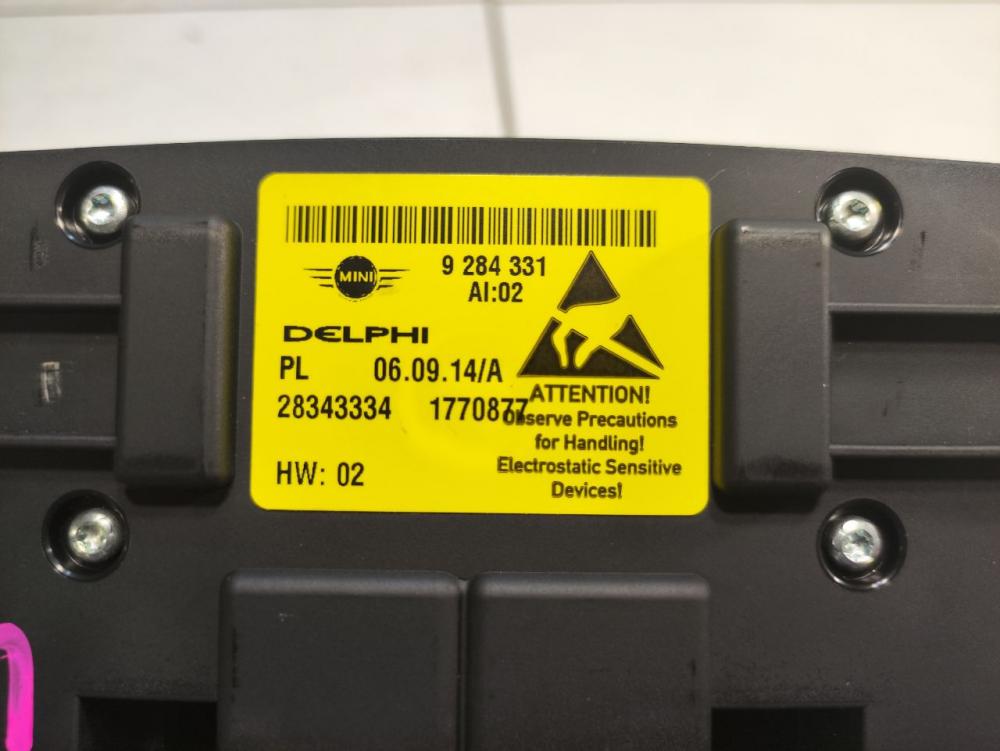 MINI
9 284 331
AI:02
DELPHI
PL 06.09.14/A
28343334 1770877
HW: 02
ATTENTION!
Observe Precautions
for Handling!
Electrostatic Sensitive
Devices!